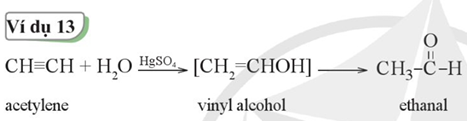 Ví dụ 13
O
CH≡CH + H₂O HgSO₄ [CH₂=CHOH] CH₃–C–H
acetylene vinyl alcohol ethanal